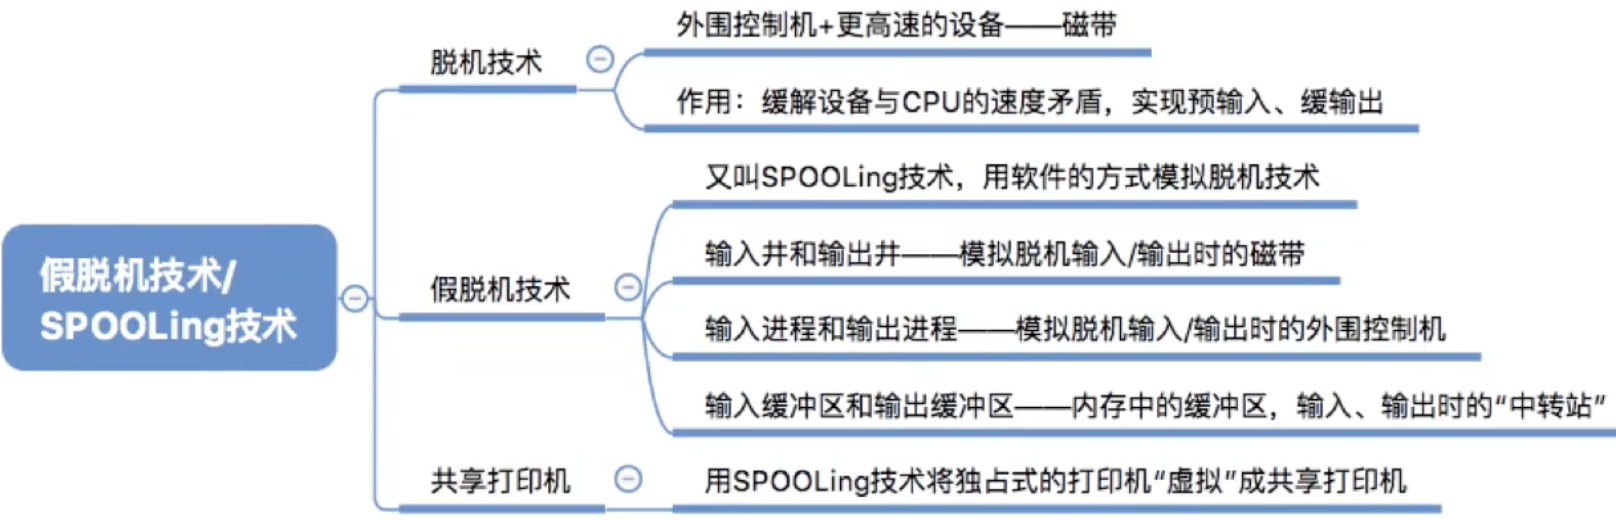 外围控制机+更高速的设备——磁带
脱机技术
作用：缓解设备与CPU的速度矛盾，实现预输入、缓输出
又叫SPOOLing技术，用软件的方式模拟脱机技术
输入井和输出井——模拟脱机输入/输出时的磁带
假脱机技术/
SPOOLing技术
假脱机技术
输入进程和输出进程——模拟脱机输入/输出时的外围控制机
输入缓冲区和输出缓冲区——内存中的缓冲区，输入、输出时的“中转站”
共享打印机
用SPOOLing技术将独占式的打印机“虚拟”成共享打印机